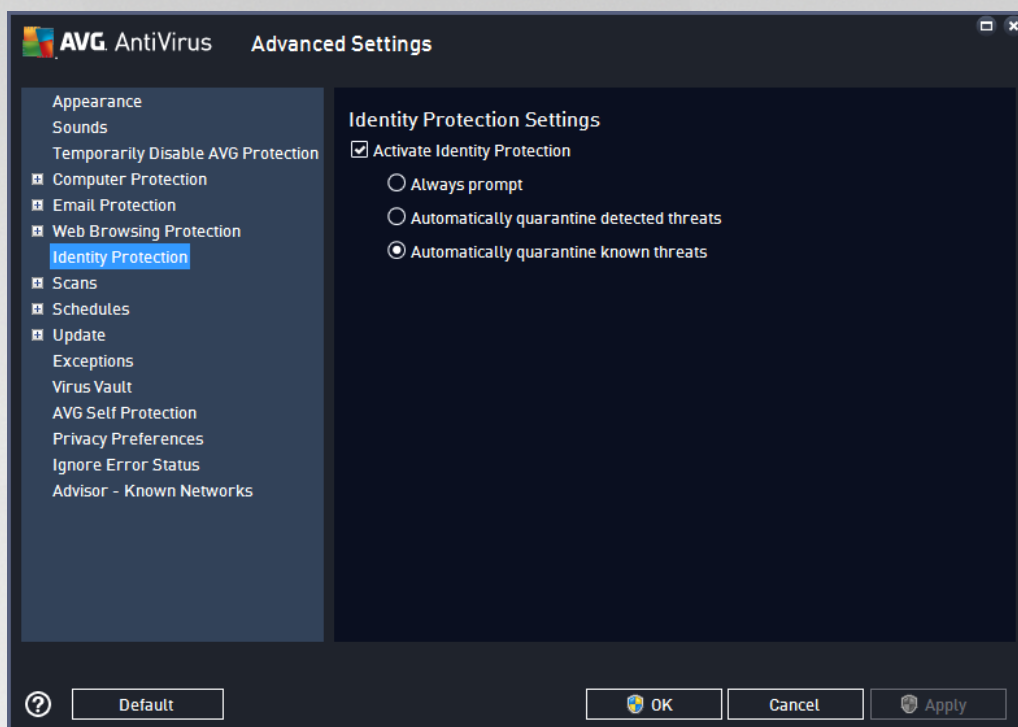 AVG. AntiVirus Advanced Settings
Appearance
Sounds
Temporarily Disable AVG Protection
Computer Protection
Email Protection
Web Browsing Protection
Identity Protection
Scans
Schedules
Update
Exceptions
Virus Vault
AVG Self Protection
Privacy Preferences
Ignore Error Status
Advisor - Known Networks
Identity Protection Settings
Activate Identity Protection
Always prompt
Automatically quarantine detected threats
Automatically quarantine known threats
? Default OK Cancel Apply